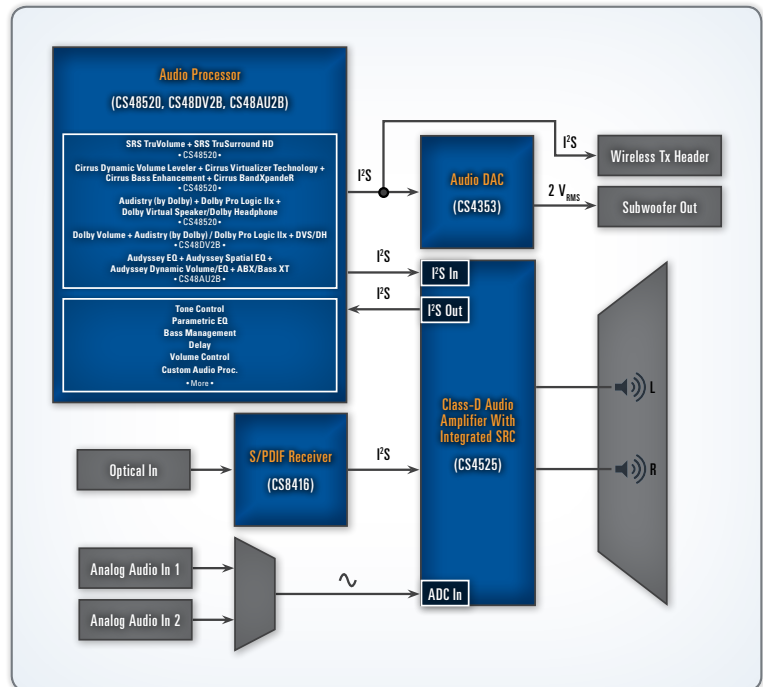 Audio Processor
(CS48520, CS48DV2B, CS48AU2B)
SRS TruVolume + SRS TruSurround HD
• CS48520 •
Cirrus Dynamic Volume Leveler + Cirrus Virtualizer Technology +
Cirrus Bass Enhancement + Cirrus BandXpandeR
• CS48520 •
Audistry (by Dolby) + Dolby Pro Logic IIx +
Dolby Virtual Speaker/Dolby Headphone
• CS48520 •
Dolby Volume + Audistry (by Dolby) / Dolby Pro Logic IIx + DVS/DH
• CS48DV2B •
Audyssey EQ + Audyssey Spatial EQ +
Audyssey Dynamic Volume/EQ + ABX/Bass XT
• CS48AU2B •
Tone Control
Parametric EQ
Bass Management
Delay
Volume Control
Custom Audio Proc.
• More •
I²S
Audio DAC
(CS4353)
I²S
Wireless Tx Header
2 VRMS
Subwoofer Out
I²S
I²S In
I²S
I²S Out
Class-D Audio
Amplifier With
Integrated SRC
(CS4525)
L
R
Optical In
S/PDIF Receiver
(CS8416)
I²S
Analog Audio In 1
Analog Audio In 2
ADC In